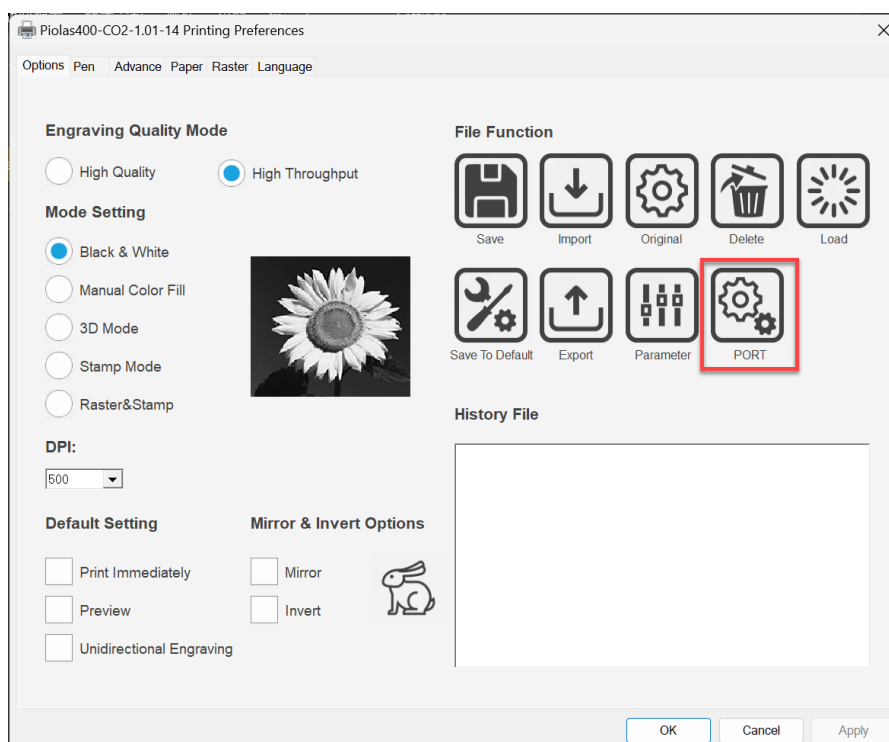 Piolas400-CO2-1.01-14 Printing Preferences
Options Pen Advance Paper Raster Language
Engraving Quality Mode
High Quality
High Throughput
Mode Setting
Black & White
Manual Color Fill
3D Mode
Stamp Mode
Raster&Stamp
DPI:
500
Default Setting
Print Immediately
Preview
Unidirectional Engraving
Mirror & Invert Options
Mirror
Invert
File Function
Save Import Original Delete Load
Save To Default Export Parameter PORT
History File
OK Cancel Apply